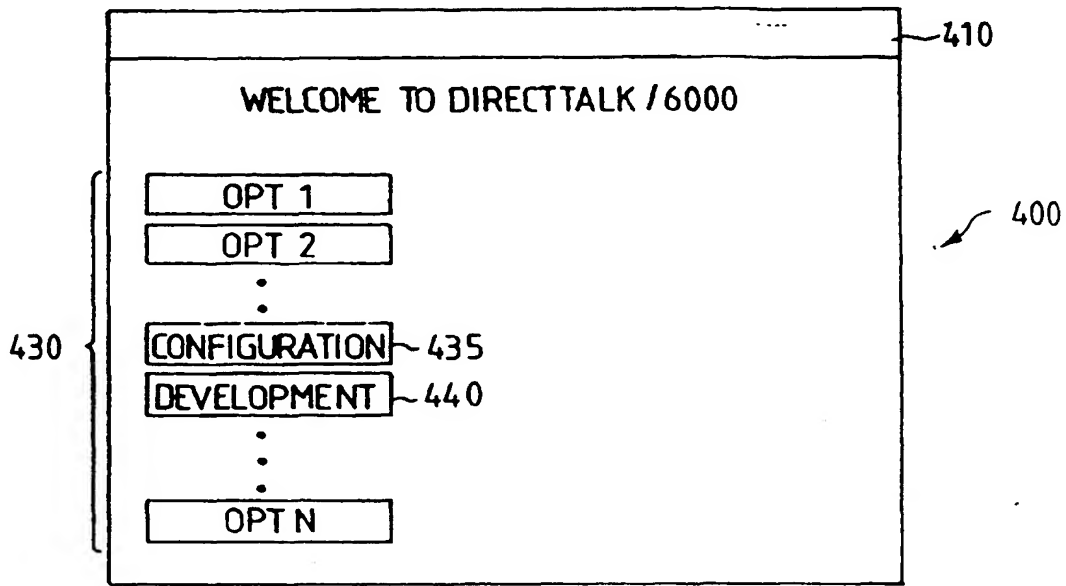 410
WELCOME TO DIRECTTALK/6000
OPT 1
400
OPT 2
430
CONFIGURATION 435
DEVELOPMENT 440
OPT N